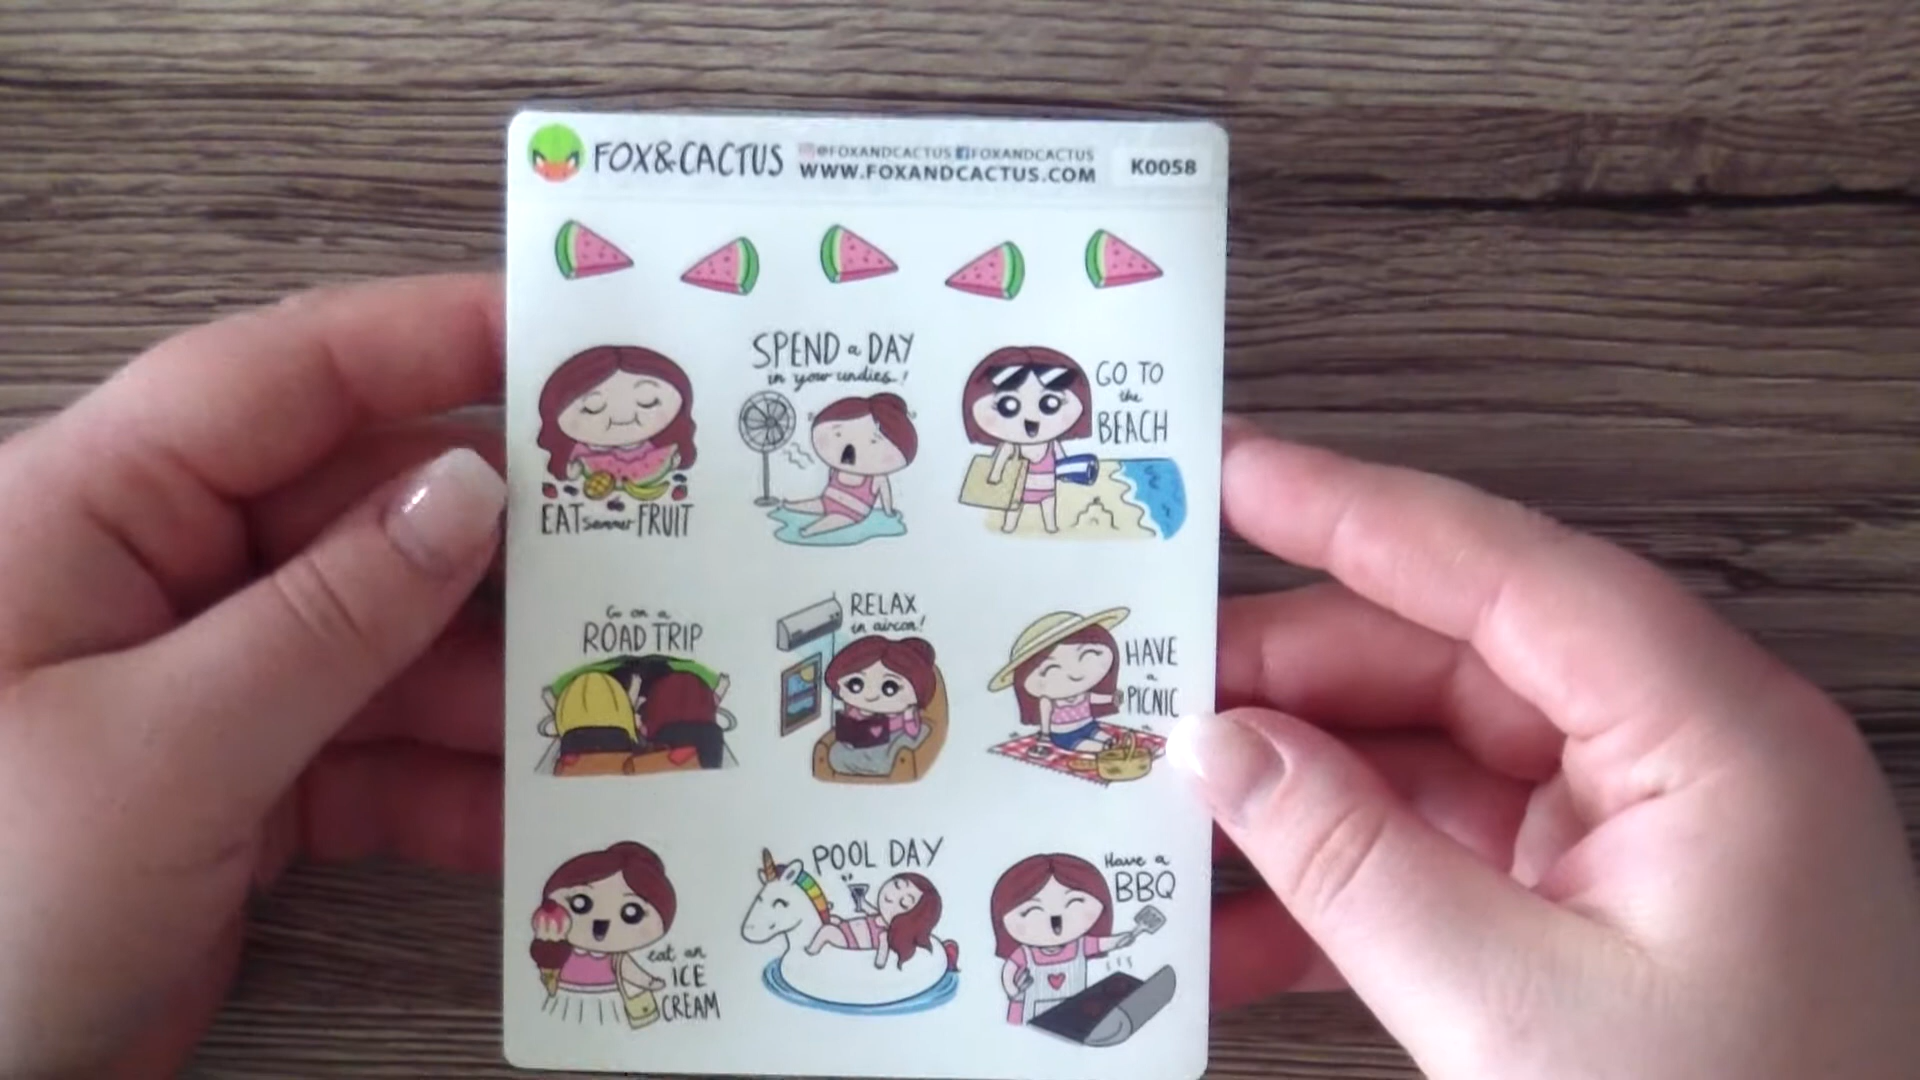 FOX&CACTUS
@FOXANDCACTUS FOXANDCACTUS
WWW.FOXANDCACTUS.COM
K0058
EAT summer FRUIT
SPEND a DAY
in your undies!
GO TO
the
BEACH
Go on a
ROAD TRIP
RELAX
in aircon!
HAVE
a
PICNIC
eat an
ICE
CREAM
POOL DAY
Have a
BBQ